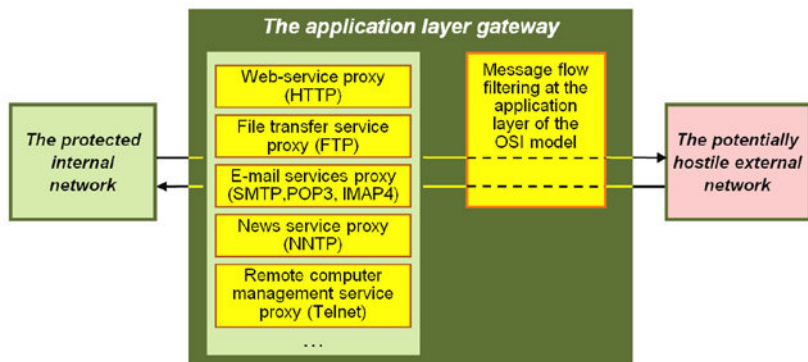 The application layer gateway
The protected
internal
network
Web-service proxy
(HTTP)
File transfer service
proxy (FTP)
E-mail services proxy
(SMTP,POP3, IMAP4)
News service proxy
(NNTP)
Remote computer
management service
proxy (Telnet)
...
Message flow
filtering at the
application
layer of the
OSI model
The potentially
hostile external
network